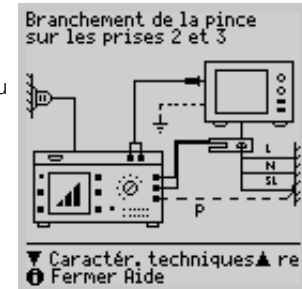 Branchement de la pince
sur les prises 2 et 3
u
L
N
SL
P
▼ Caractér. techniques▲ re
Fermer Aide